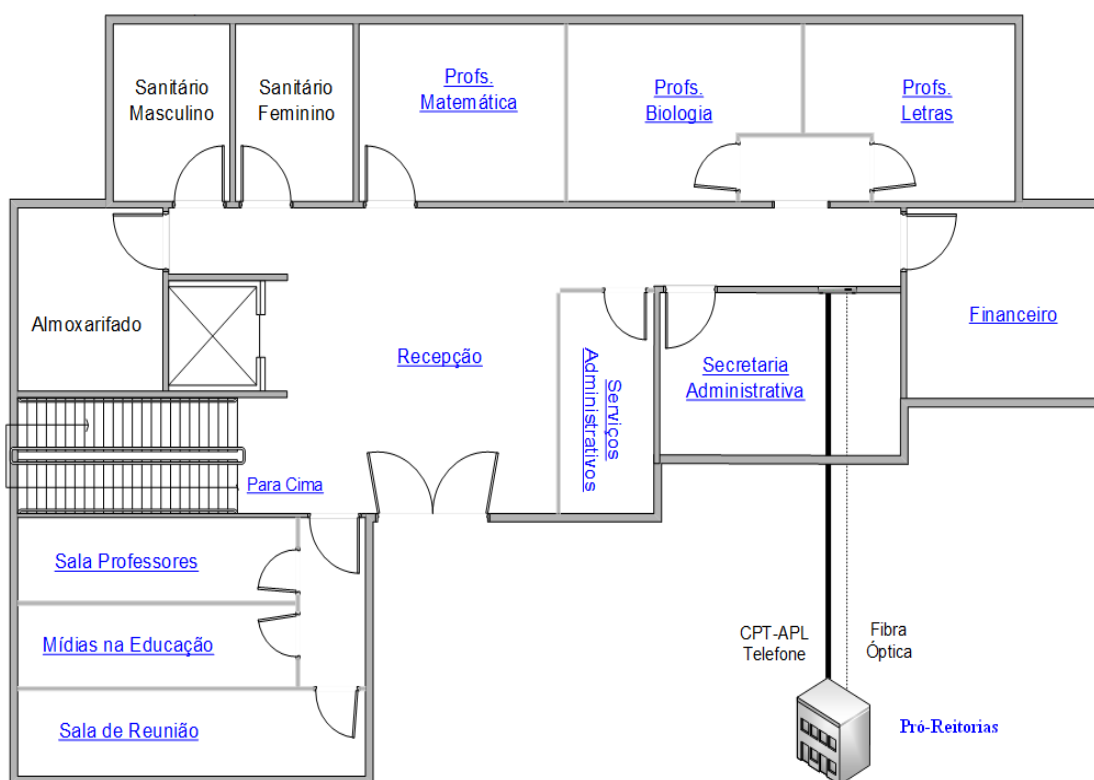 Sanitário
Masculino
Sanitário
Feminino
Profs.
Matemática
Profs.
Biologia
Profs.
Letras
Almoxarifado
Recepção
Serviços
Administrativos
Secretaria
Administrativa
Financeiro
Para Cima
Sala Professores
Mídias na Educação
Sala de Reunião
CPT-APL
Telefone
Fibra
Óptica
Pró-Reitorias